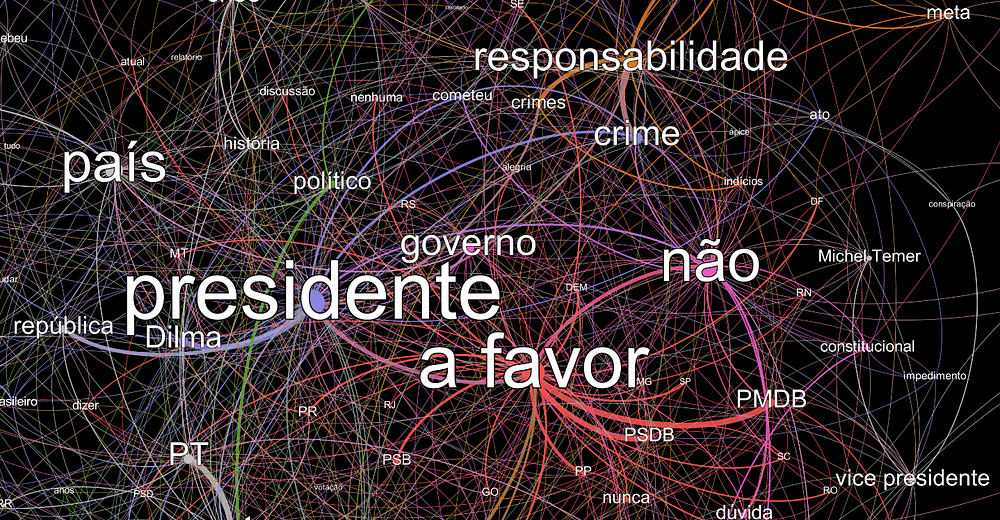 SE
meta
ebeu
responsabilidade
atual
relatório
discussão
nenhuma
cometeu
crimes
ato
crime
ápice
história
tudo
país
alegria
político
indícios
RS
DF
conspiração
governo
MT
não
Michel Temer
dar
DEM
presidente
RN
república
Dilma
constitucional
a favor
MG
SP
impedimento
asileiro
dizer
PR
RJ
PMDB
PSDB
PT
PSB
SC
PP
vice presidente
votação
anos
PSD
GO
nunca
RO
RR
dúvida